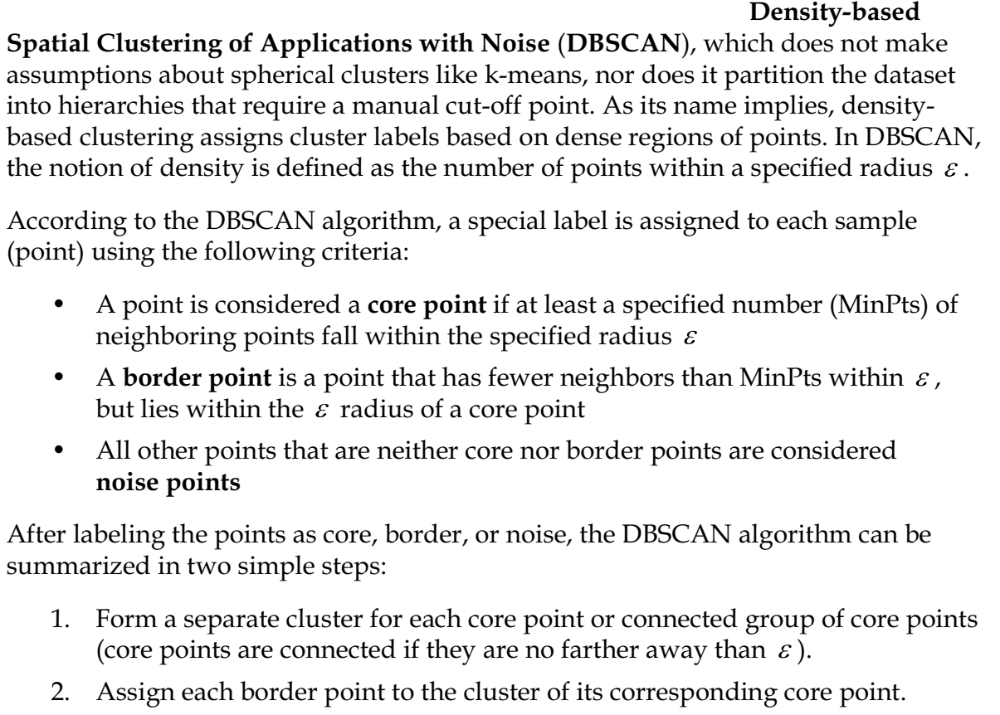 Density-based
Spatial Clustering of Applications with Noise (DBSCAN), which does not make
assumptions about spherical clusters like k-means, nor does it partition the dataset
into hierarchies that require a manual cut-off point. As its name implies, density-
based clustering assigns cluster labels based on dense regions of points. In DBSCAN,
the notion of density is defined as the number of points within a specified radius ε .
According to the DBSCAN algorithm, a special label is assigned to each sample
(point) using the following criteria:
• A point is considered a core point if at least a specified number (MinPts) of
neighboring points fall within the specified radius ε
• A border point is a point that has fewer neighbors than MinPts within ε ,
but lies within the ε radius of a core point
• All other points that are neither core nor border points are considered
noise points
After labeling the points as core, border, or noise, the DBSCAN algorithm can be
summarized in two simple steps:
1. Form a separate cluster for each core point or connected group of core points
(core points are connected if they are no farther away than ε ).
2. Assign each border point to the cluster of its corresponding core point.